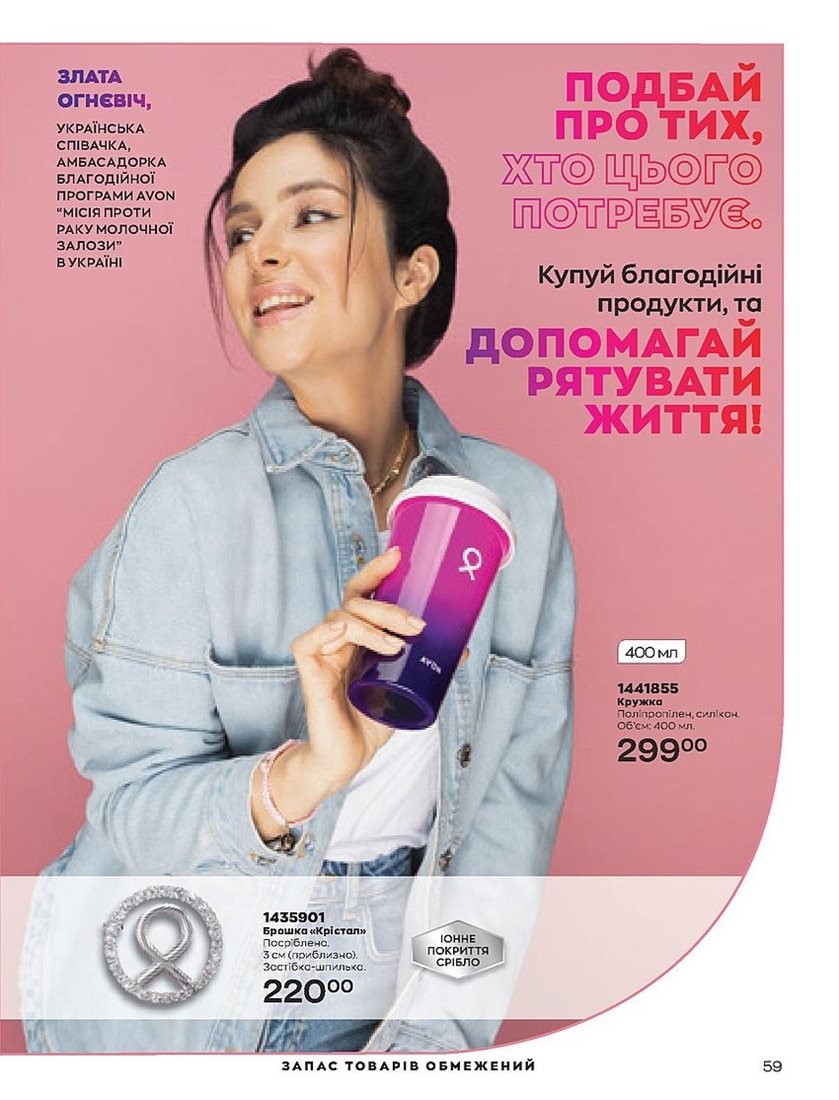 ЗЛАТА
ОГНЄВІЧ,
УКРАЇНСЬКА
СПІВАЧКА,
АМБАСАДОРКА
БЛАГОДІЙНОЇ
ПРОГРАМИ AVON
“МІСІЯ ПРОТИ
РАКУ МОЛОЧНОЇ
ЗАЛОЗИ”
В УКРАЇНІ
ПОДБАЙ
ПРО ТИХ,
ХТО ЦЬОГО
ПОТРЕБУЄ.
Купуй благодійні
продукти, та
ДОПОМАГАЙ
РЯТУВАТИ
ЖИТТЯ!
AVON
400 мл
1441855
Кружка
Поліпропілен, силікон.
Об’єм: 400 мл.
299⁰⁰
1435901
Брошка «Крістал»
Посріблена.
3 см (приблизно).
Застібка-шпилька.
220⁰⁰
ІОННЕ
ПОКРИТТЯ
СРІБЛО
ЗАПАС ТОВАРІВ ОБМЕЖЕНИЙ
59